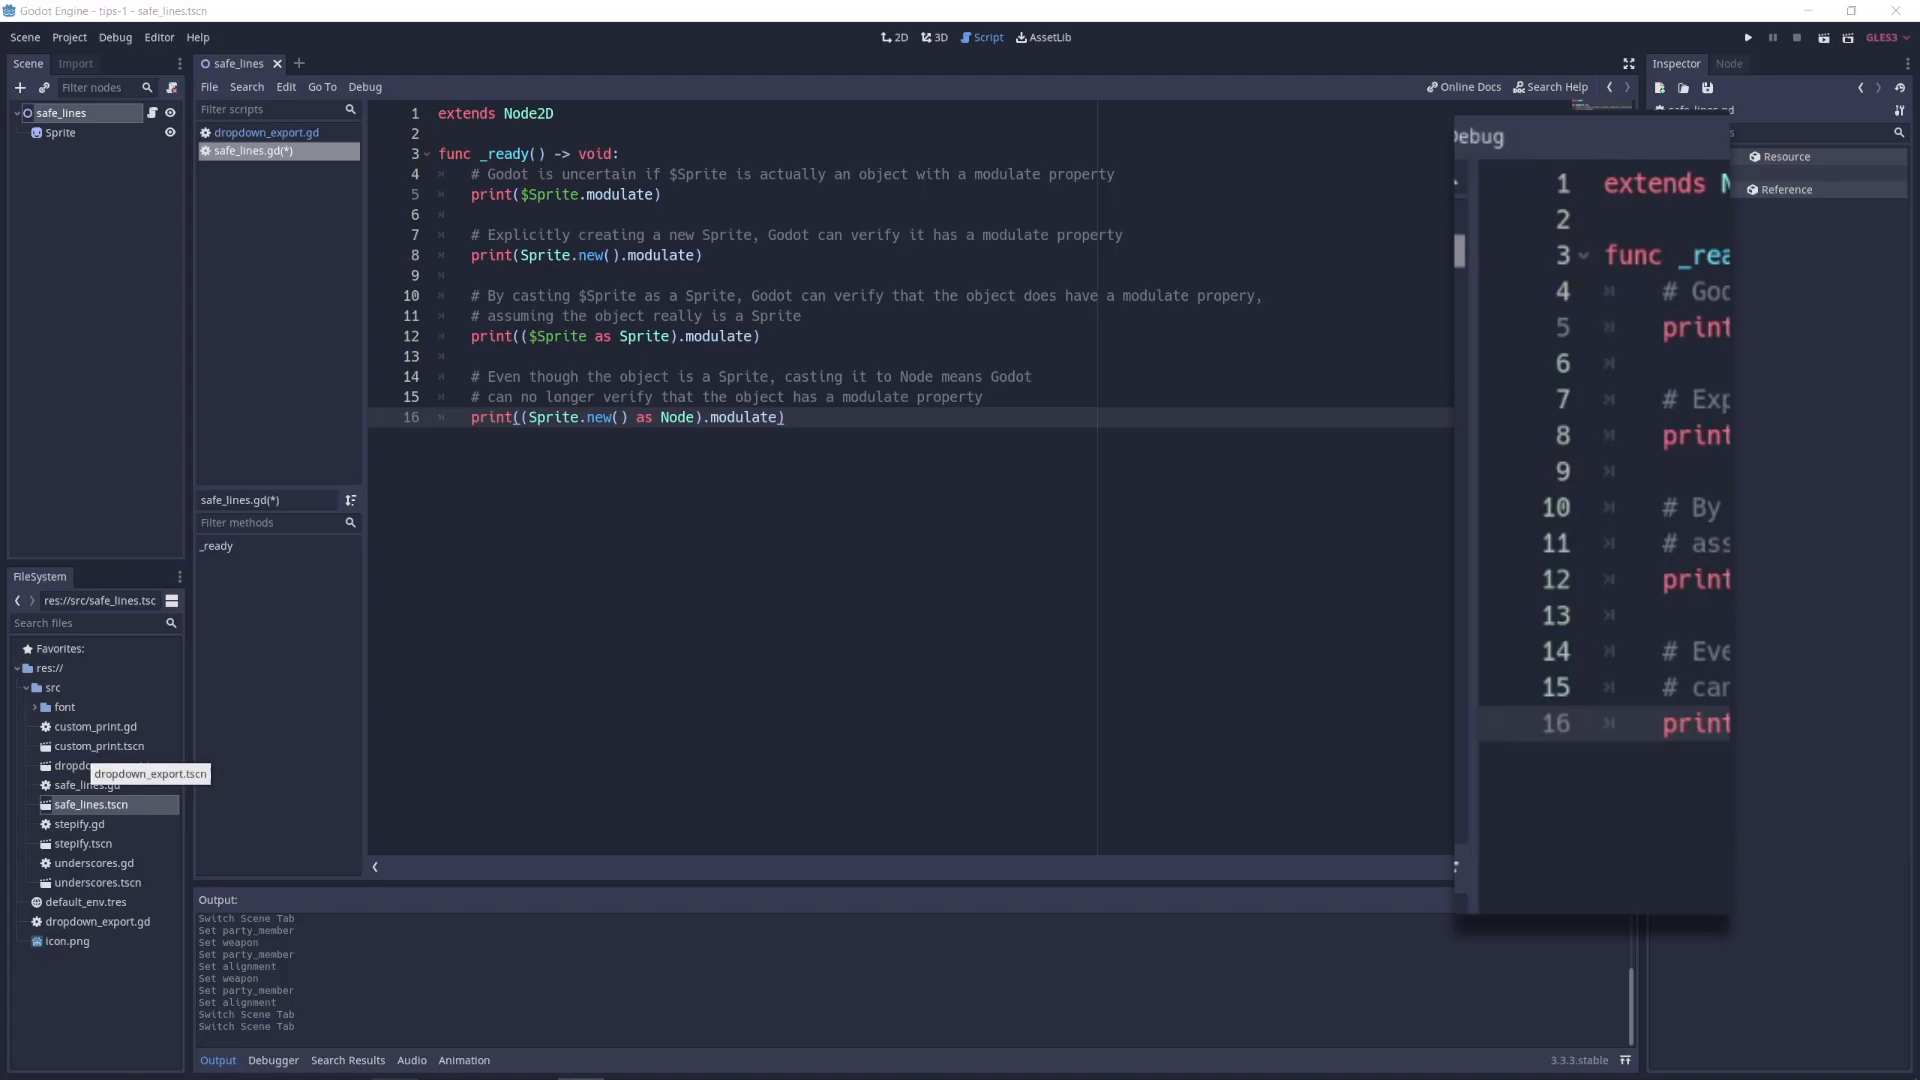 Godot Engine - tips-1 - safe_lines.tscn
Scene Project Debug Editor Help
2D 3D Script AssetLib
GLES3
Scene Import
Filter nodes
safe_lines
Sprite
safe_lines
File Search Edit Go To Debug
Online Docs Search Help
Filter scripts
dropdown_export.gd
safe_lines.gd(*)
1 extends Node2D
2
3 func _ready() -> void:
4 # Godot is uncertain if $Sprite is actually an object with a modulate property
5 print($Sprite.modulate)
6
7 # Explicitly creating a new Sprite, Godot can verify it has a modulate property
8 print(Sprite.new().modulate)
9
10 # By casting $Sprite as a Sprite, Godot can verify that the object does have a modulate propery,
11 # assuming the object really is a Sprite
12 print(($Sprite as Sprite).modulate)
13
14 # Even though the object is a Sprite, casting it to Node means Godot
15 # can no longer verify that the object has a modulate property
16 print((Sprite.new() as Node).modulate)
safe_lines.gd(*)
Filter methods
_ready
Inspector Node
Resource
Reference
Debug
1 extends N
2
3 func _rea
4 # God
5 print
6
7 # Exp
8 print
9
10 # By
11 # ass
12 print
13
14 # Eve
15 # can
16 print
FileSystem
res://src/safe_lines.tsc
Search files
Favorites:
res://
src
font
custom_print.gd
custom_print.tscn
dropdo
dropdown_export.tscn
safe_lines.gd
safe_lines.tscn
stepify.gd
stepify.tscn
underscores.gd
underscores.tscn
default_env.tres
dropdown_export.gd
icon.png
Output:
Switch Scene Tab
Set party_member
Set weapon
Set party_member
Set alignment
Set weapon
Set party_member
Set alignment
Switch Scene Tab
Switch Scene Tab
Output Debugger Search Results Audio Animation
3.3.3.stable